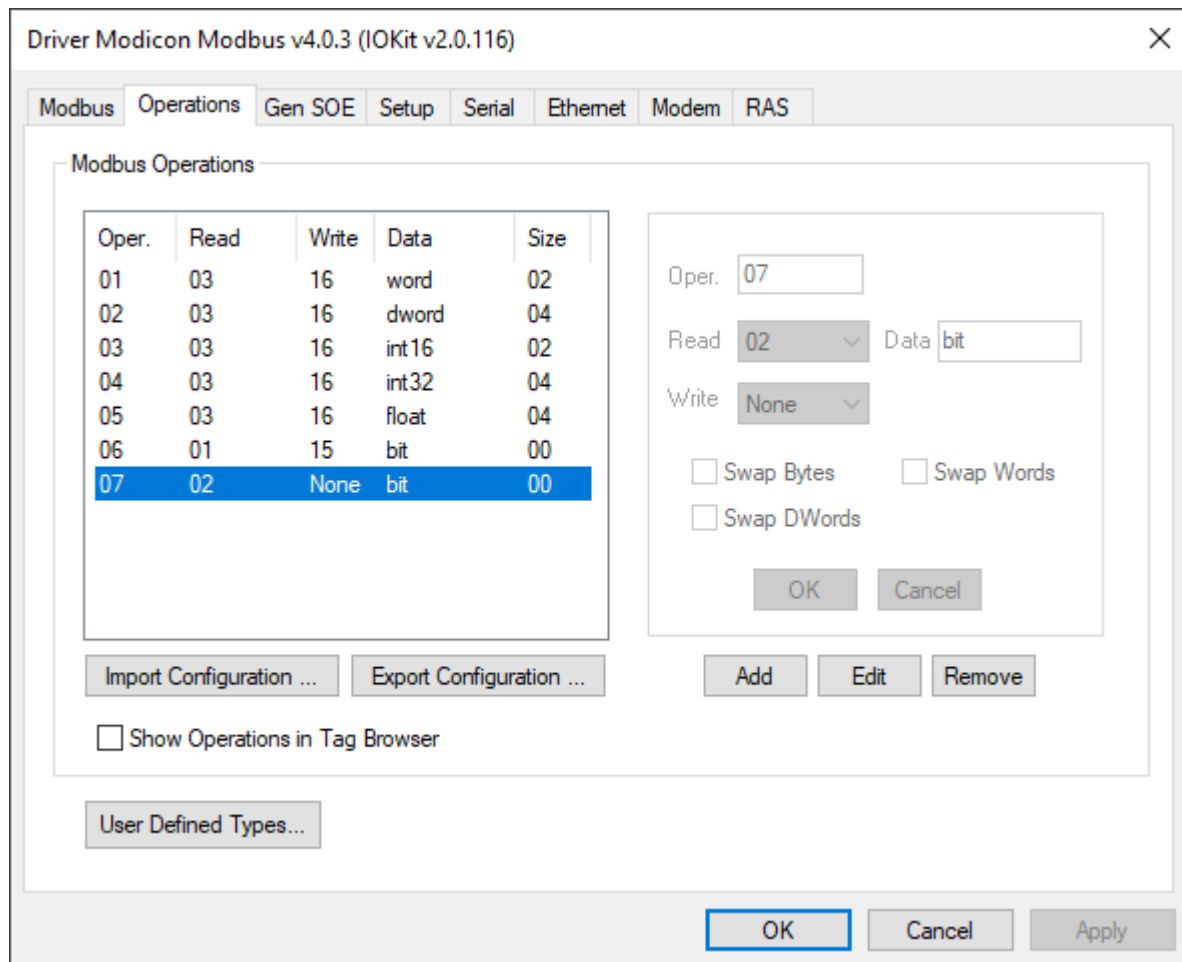 Driver Modicon Modbus v4.0.3 (IOKit v2.0.116)
Modbus Operations Gen SOE Setup Serial Ethernet Modem RAS
Modbus Operations
Oper. Read Write Data Size
01 03 16 word 02
02 03 16 dword 04
03 03 16 int16 02
04 03 16 int32 04
05 03 16 float 04
06 01 15 bit 00
07 02 None bit 00
Oper. 07
Read 02 Data bit
Write None
Swap Bytes Swap Words
Swap DWords
OK Cancel
Import Configuration ... Export Configuration ... Add Edit Remove
Show Operations in Tag Browser
User Defined Types...
OK Cancel Apply